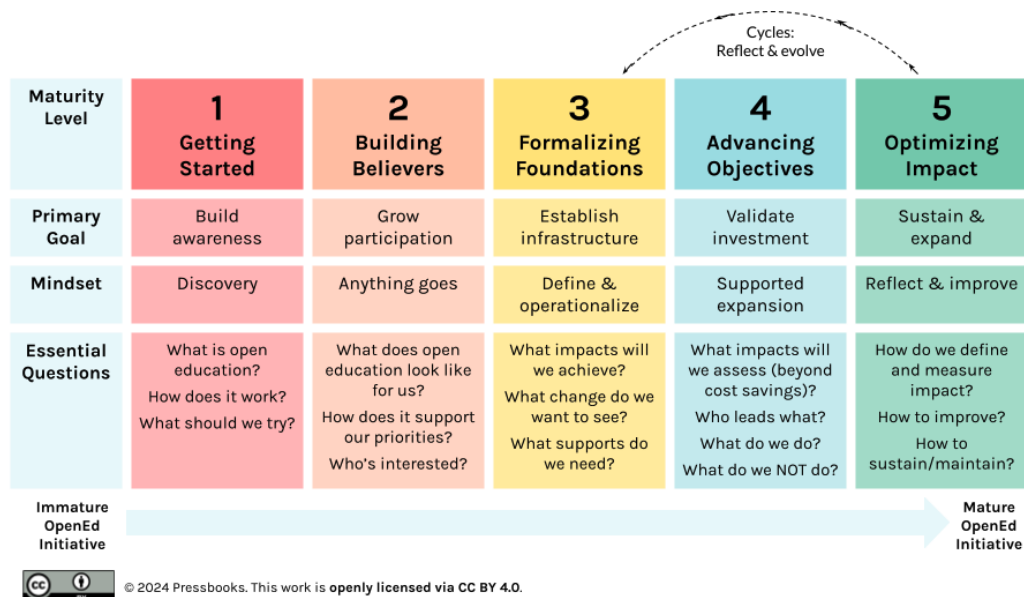 Cycles:
Reflect & evolve
Maturity
Level
1
Getting
Started
2
Building
Believers
3
Formalizing
Foundations
4
Advancing
Objectives
5
Optimizing
Impact
Primary
Goal
Build
awareness
Grow
participation
Establish
infrastructure
Validate
investment
Sustain &
expand
Mindset
Discovery
Anything goes
Define &
operationalize
Supported
expansion
Reflect & improve
Essential
Questions
What is open
education?
How does it work?
What should we try?
What does open
education look like
for us?
How does it support
our priorities?
Who's interested?
What impacts will
we achieve?
What change do we
want to see?
What supports do
we need?
What impacts will
we assess (beyond
cost savings)?
Who leads what?
What do we do?
What do we NOT do?
How do we define
and measure
impact?
How to improve?
How to
sustain/maintain?
Immature
OpenEd
Initiative
Mature
OpenEd
Initiative
cc
© 2024 Pressbooks. This work is openly licensed via CC BY 4.0.